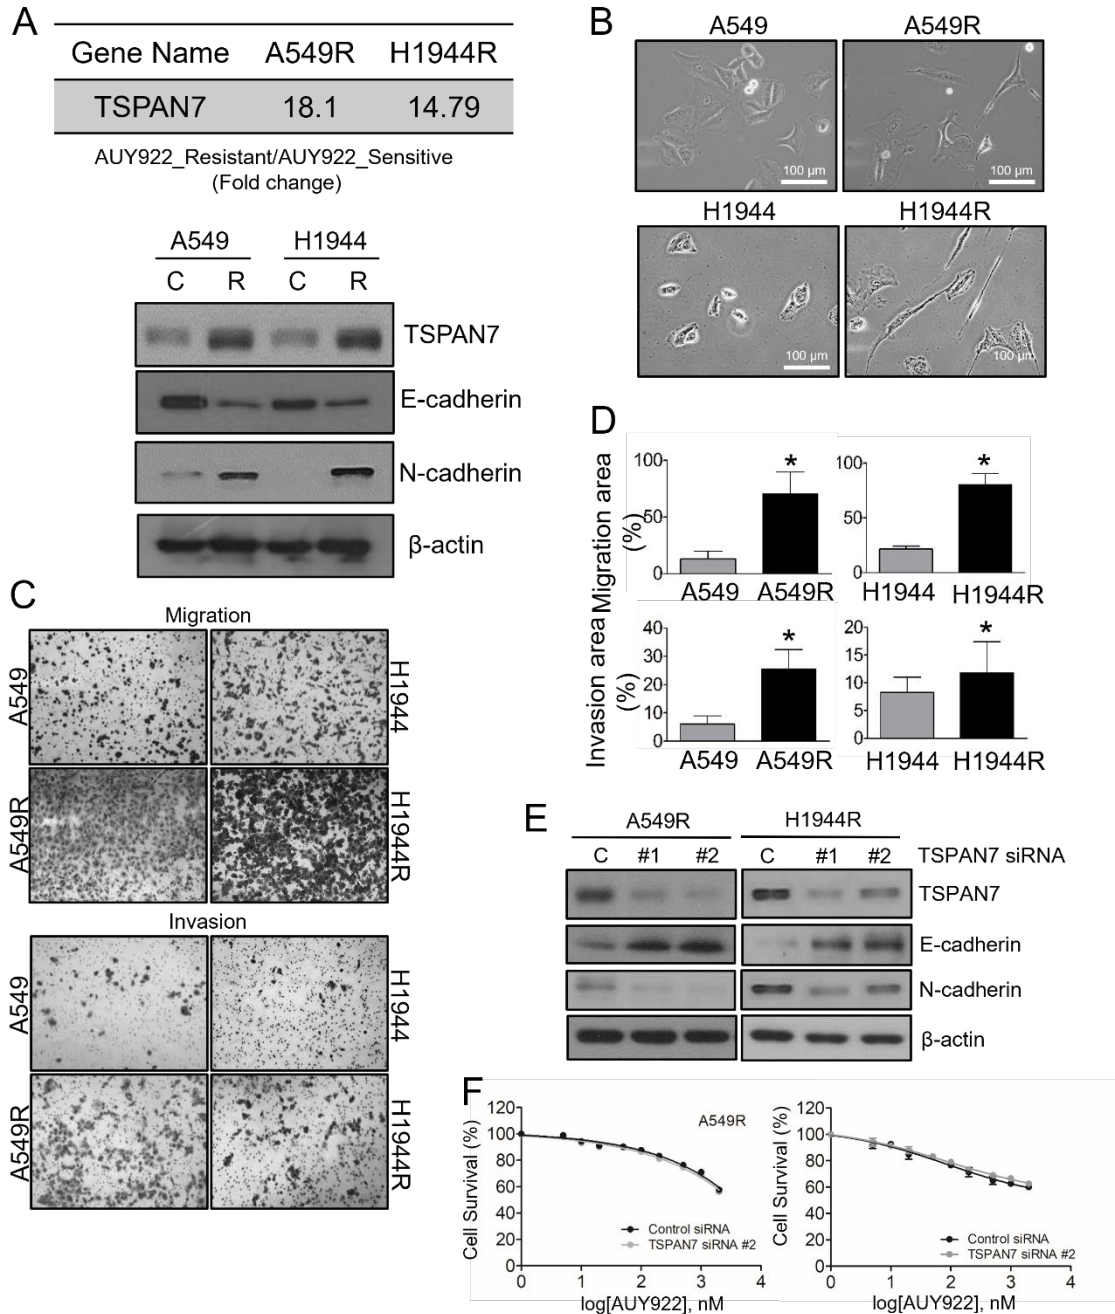 A
Gene Name A549R H1944R
TSPAN7 18.1 14.79
AUY922_Resistant/AUY922_Sensitive
(Fold change)
A549 H1944
C R C R
TSPAN7
E-cadherin
N-cadherin
β-actin
B
A549 A549R
100 µm 100 µm
H1944 H1944R
100 µm 100 µm
C
Migration
A549 H1944
A549R H1944R
Invasion
A549 H1944
A549R H1944R
D
Migration area
(%)
100
50
0
*
A549 A549R
100
50
0
*
H1944 H1944R
Invasion area
(%)
40
30
20
10
0
*
A549 A549R
20
15
10
5
0
*
H1944 H1944R
E
A549R H1944R
C #1 #2 C #1 #2 TSPAN7 siRNA
TSPAN7
E-cadherin
N-cadherin
β-actin
F
Cell Survival (%)
120
100
80
60
40
20
0
A549R
Control siRNA
TSPAN7 siRNA #2
0 1 2 3 4
log[AUY922], nM
Cell Survival (%)
120
100
80
60
40
20
0
Control siRNA
TSPAN7 siRNA #2
0 1 2 3 4
log[AUY922], nM